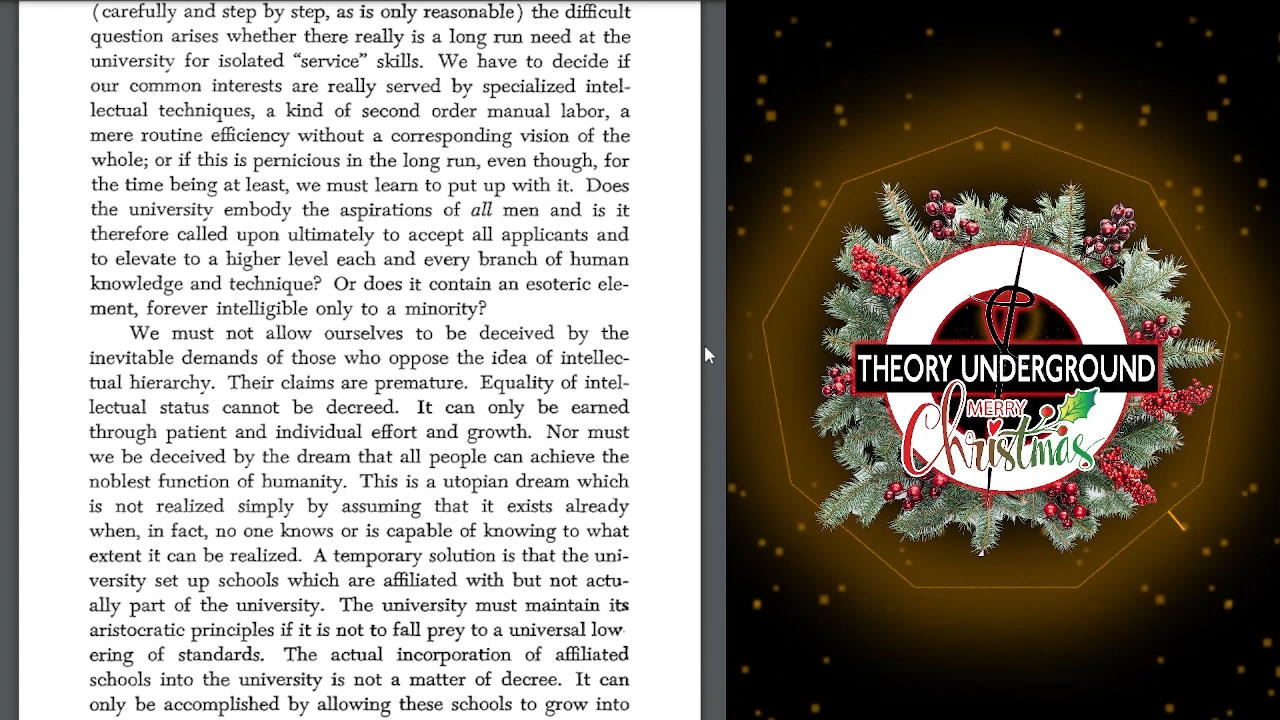 (carefully and step by step, as is only reasonable) the difficult
question arises whether there really is a long run need at the
university for isolated “service” skills. We have to decide if
our common interests are really served by specialized intel-
lectual techniques, a kind of second order manual labor, a
mere routine efficiency without a corresponding vision of the
whole; or if this is pernicious in the long run, even though, for
the time being at least, we must learn to put up with it. Does
the university embody the aspirations of all men and is it
therefore called upon ultimately to accept all applicants and
to elevate to a higher level each and every branch of human
knowledge and technique? Or does it contain an esoteric ele-
ment, forever intelligible only to a minority?
We must not allow ourselves to be deceived by the
inevitable demands of those who oppose the idea of intellec-
tual hierarchy. Their claims are premature. Equality of intel-
lectual status cannot be decreed. It can only be earned
through patient and individual effort and growth. Nor must
we be deceived by the dream that all people can achieve the
noblest function of humanity. This is a utopian dream which
is not realized simply by assuming that it exists already
when, in fact, no one knows or is capable of knowing to what
extent it can be realized. A temporary solution is that the uni-
versity set up schools which are affiliated with but not actu-
ally part of the university. The university must maintain its
aristocratic principles if it is not to fall prey to a universal low-
ering of standards. The actual incorporation of affiliated
schools into the university is not a matter of decree. It can
only be accomplished by allowing these schools to grow into
THEORY UNDERGROUND
MERRY
Christmas